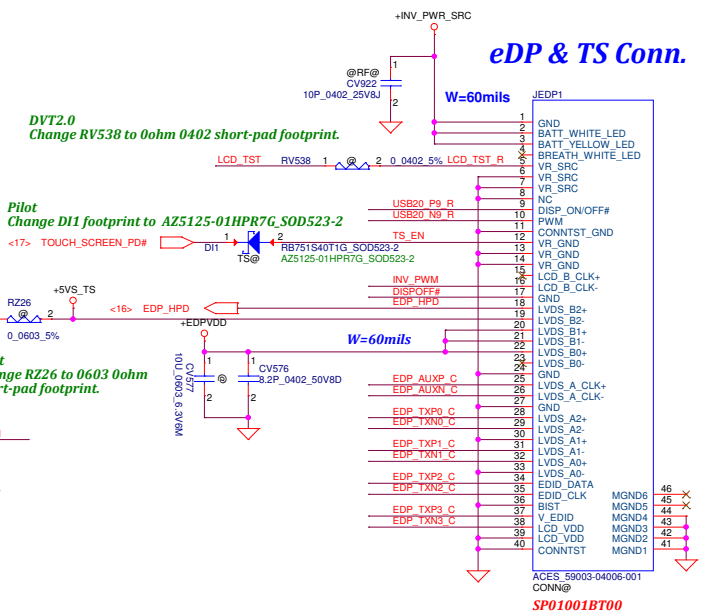 +INV_PWR_SRC
eDP & TS Conn.
@RF@
CV922
10P_0402_25V8J
1
2
W=60mils
JEDP1
DVT2.0
Change RV538 to 0ohm 0402 short-pad footprint.
LCD_TST RV538 1 @ 2 0_0402_5% LCD_TST_R
Pilot
Change DI1 footprint to AZ5125-01HPR7G_SOD523-2
USB20_P9_R
USB20_N9_R
<17> TOUCH_SCREEN_PD# DI1 1 2 TS_EN
TS@ RB751S40T1G_SOD523-2
AZ5125-01HPR7G_SOD523-2
+5VS_TS
RZ26
@ 2
0_0603_5%
<16> EDP_HPD
INV_PWM
DISPOFF#
EDP_HPD
+EDPVDD
W=60mils
nge RZ26 to 0603 0ohm
rt-pad footprint.
CV577
10U_0603_6.3V6M
1
@
2
1
CV576
8.2P_0402_50V8D
2
EDP_AUXP_C
EDP_AUXN_C
EDP_TXP0_C
EDP_TXN0_C
EDP_TXP1_C
EDP_TXN1_C
EDP_TXP2_C
EDP_TXN2_C
EDP_TXP3_C
EDP_TXN3_C
1 GND
2 BATT_WHITE_LED
3 BATT_YELLOW_LED
4 BREATH_WHITE_LED
5 VR_SRC
6 VR_SRC
7 VR_SRC
8 NC
9 DISP_ON/OFF#
10 PWM
11 CONNTST_GND
12 VR_GND
13 VR_GND
14 VR_GND
15 LCD_B_CLK+
16 LCD_B_CLK-
17 GND
18 LVDS_B2+
19 LVDS_B2-
20 LVDS_B1+
21 LVDS_B1-
22 LVDS_B0+
23 LVDS_B0-
24 GND
25 LVDS_A_CLK+
26 LVDS_A_CLK-
27 GND
28 LVDS_A2+
29 LVDS_A2-
30 LVDS_A1+
31 LVDS_A1-
32 LVDS_A0+
33 LVDS_A0-
34 EDID_DATA
35 EDID_CLK
36 BIST
37 V_EDID
38 LCD_VDD
39 LCD_VDD
40 CONNTST
MGND6 46
MGND5 45
MGND4 44
MGND3 43
MGND2 42
MGND1 41
ACES_59003-04006-001
CONN@
SP01001BT00